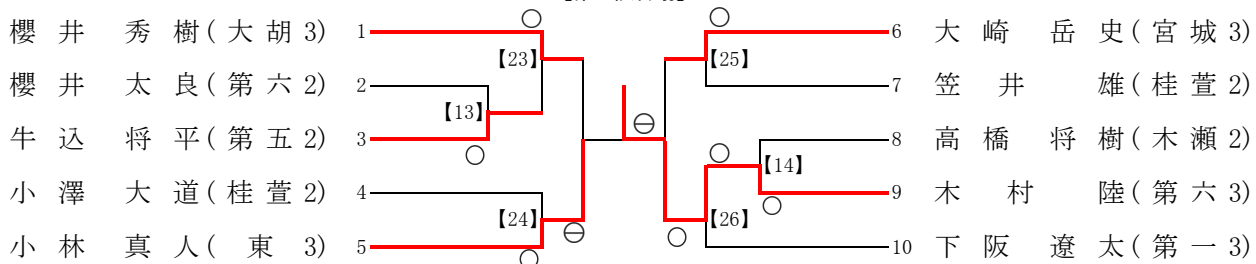 櫻井 秀樹(大胡3) 1
櫻井 太良(第六2) 2
牛込 将平(第五2) 3
小澤 大道(桂萱2) 4
小林 真人(東 3) 5
【23】
【13】
【24】
【25】
【14】
【26】
6 大崎 岳史(宮城3)
7 笠井 雄(桂萱2)
8 高橋 将樹(木瀬2)
9 木村 陸(第六3)
10 下阪 遼太(第一3)